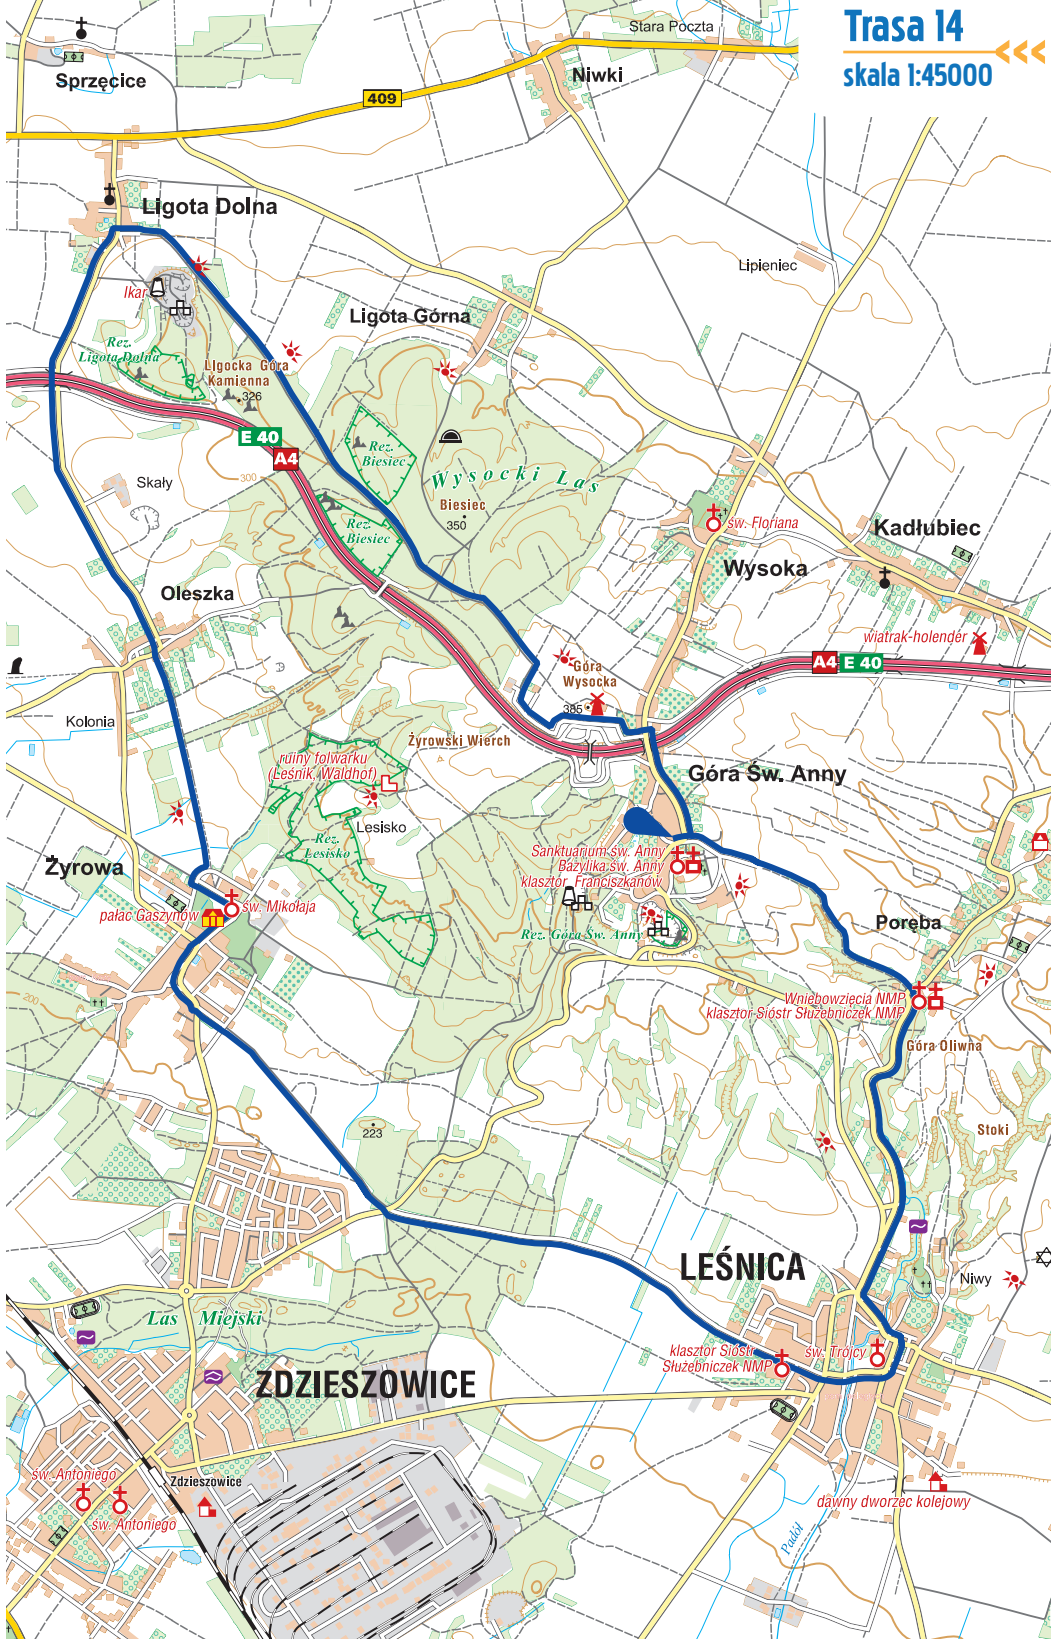 Trasa 14
skala 1:45000
Stara Poczta
Sprzęcice
Niwki
409
Ligota Dolna
Lipieniec
Ikar
Ligota Górna
Rez.
Ligota Dolna
Ligocka Góra
Kamienna
326
E 40
A4
Rez.
Biesiec
Wysocki Las
300
Skały
Biesiec
350
Rez.
Biesiec
św. Floriana
Kadłubiec
Wysoka
Oleszka
wiatrak-holender
A4 E 40
Góra
Wysocka
385
Kolonia
Żyrowski Wierch
ruiny folwarku
(Leśnik, Waldhof)
Góra Św. Anny
Lesisko
Rez.
Lesisko
Sanktuarium św. Anny
Bazylika św. Anny
klasztor Franciszkanów
Żyrowa
pałac Gaszynów
św. Mikołaja
Rez. Góra Św. Anny
Poręba
Wniebowzięcia NMP
klasztor Sióstr Służebniczek NMP
200
Góra Oliwna
Stoki
223
LEŚNICA
Niwy
Las Miejski
klasztor Sióstr
Służebniczek NMP
św. Trójcy
ZDZIESZOWICE
św. Antoniego
św. Antoniego
Zdzieszowice
dawny dworzec kolejowy
Padół